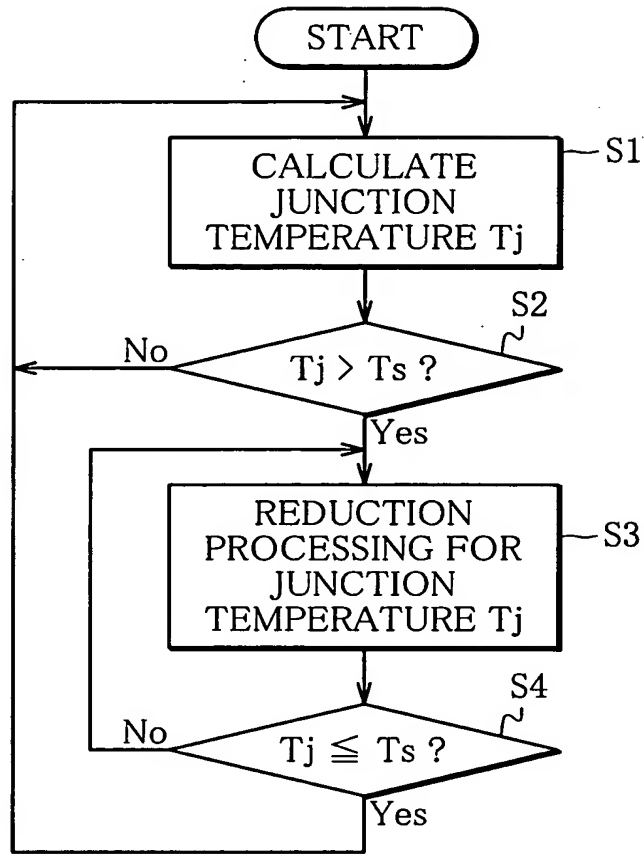 START
CALCULATE
JUNCTION
TEMPERATURE Tj
S1
S2
Tj > Ts ?
No
Yes
REDUCTION
PROCESSING FOR
JUNCTION
TEMPERATURE Tj
S3
S4
Tj ≦ Ts ?
No
Yes